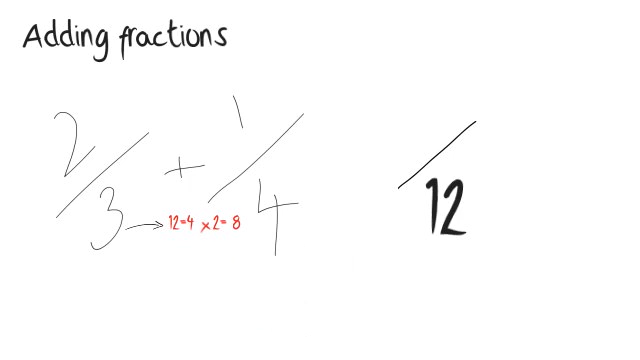 Adding fractions
2/3 + 1/4 /12
12=4 x2= 8